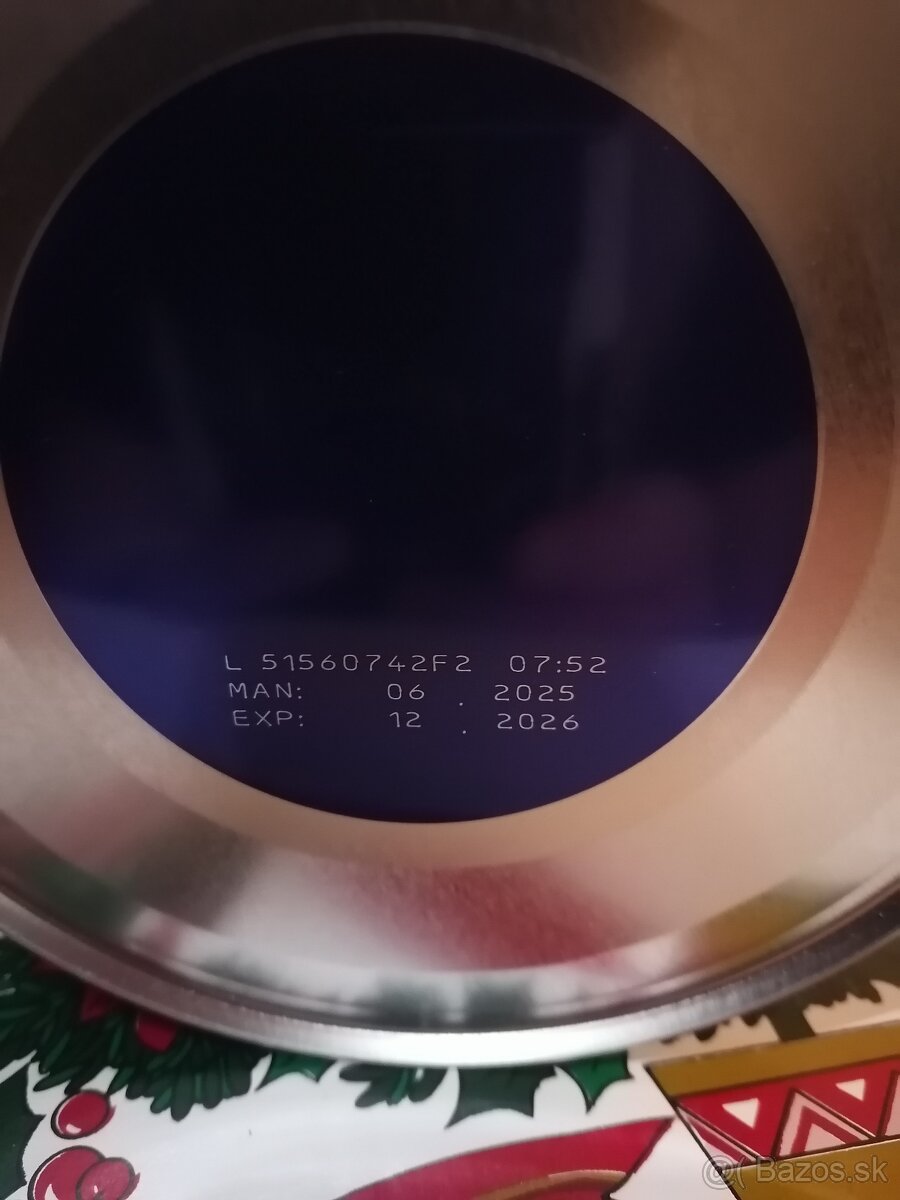 L 51560742F2 07:52
MAN: 06 . 2025
EXP: 12 . 2026
@( Bazos.sk